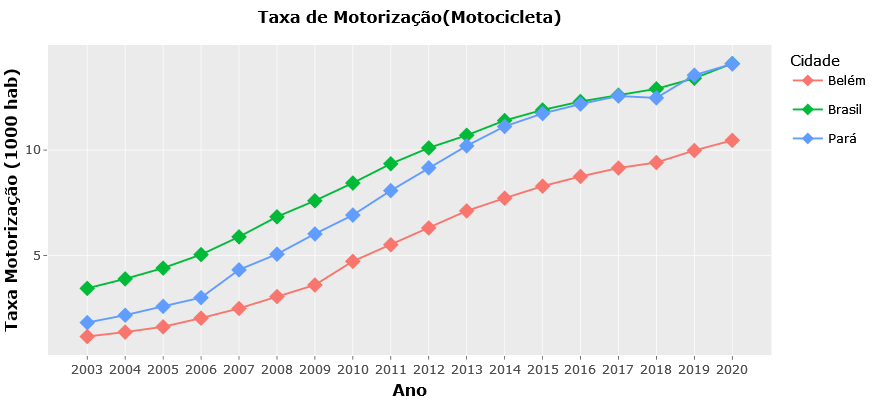 Taxa de Motorização(Motocicleta)
Taxa Motorização (1000 hab)
10
5
2003 2004 2005 2006 2007 2008 2009 2010 2011 2012 2013 2014 2015 2016 2017 2018 2019 2020
Ano
Cidade
Belém
Brasil
Pará